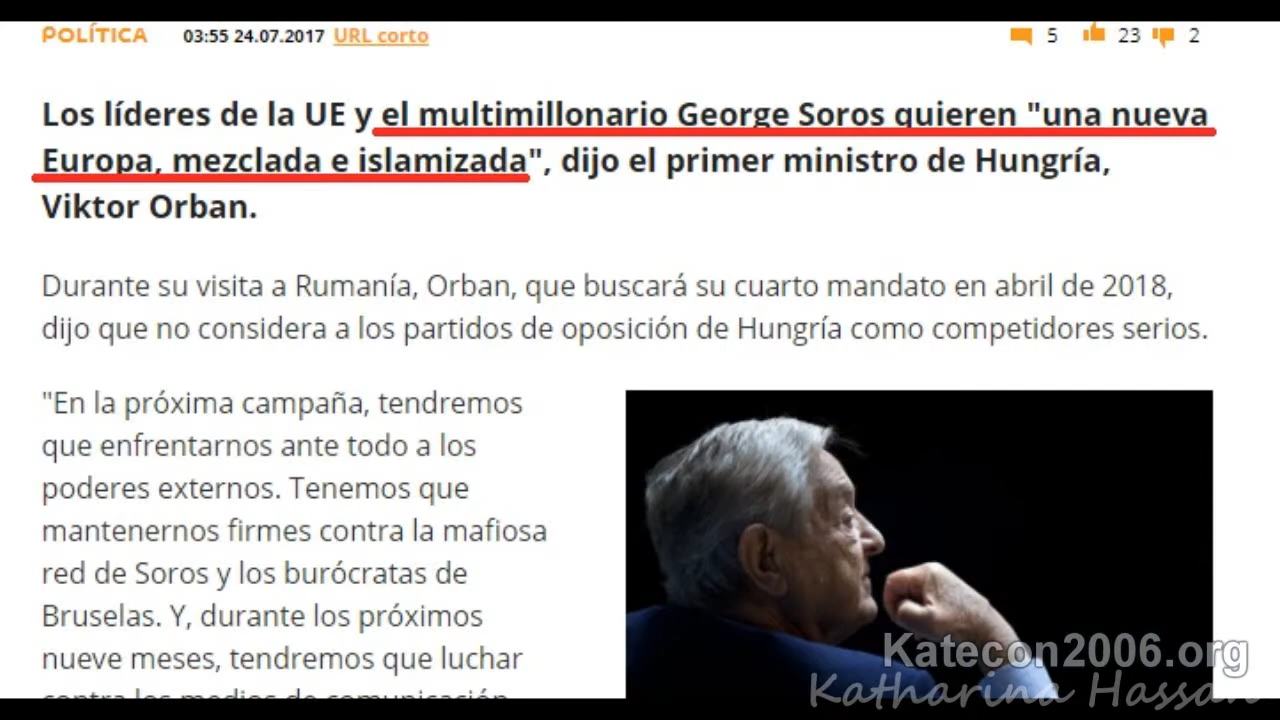 POLÍTICA 03:55 24.07.2017 URL corto 5 23 2
Los líderes de la UE y el multimillonario George Soros quieren "una nueva
Europa, mezclada e islamizada", dijo el primer ministro de Hungría,
Viktor Orban.
Durante su visita a Rumanía, Orban, que buscará su cuarto mandato en abril de 2018,
dijo que no considera a los partidos de oposición de Hungría como competidores serios.
"En la próxima campaña, tendremos
que enfrentarnos ante todo a los
poderes externos. Tenemos que
mantenernos firmes contra la mafiosa
red de Soros y los burócratas de
Bruselas. Y, durante los próximos
nueve meses, tendremos que luchar
contra los medios de comunicación
Katecon2006.org
Katharina Hassan